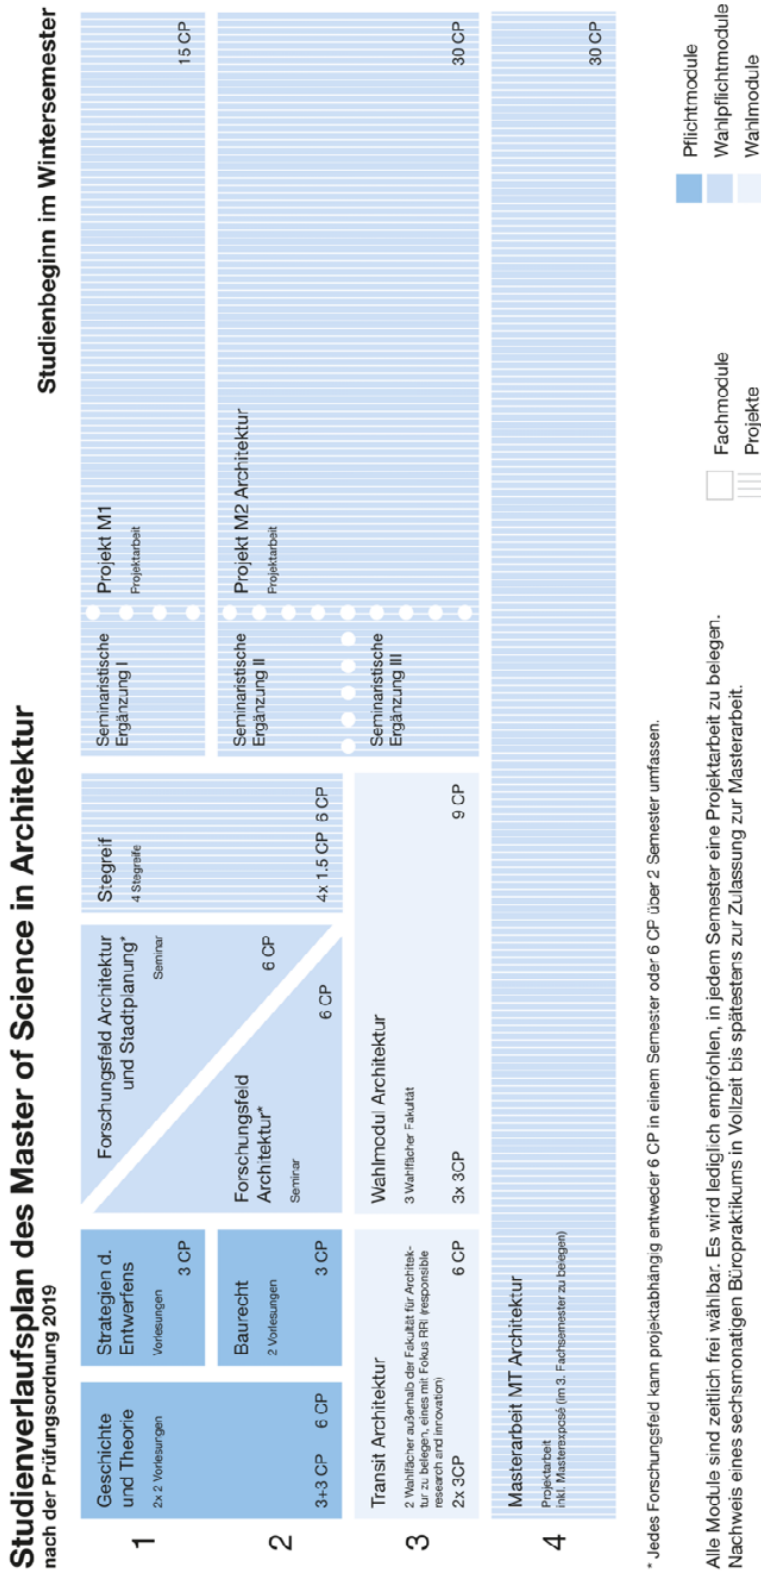 Studienverlaufsplan des Master of Science in Architektur
nach der Prüfungsordnung 2019
Studienbeginn im Wintersemester
1
Geschichte
und Theorie
2x 2 Vorlesungen
3+3 CP 6 CP
Strategien d.
Entwerfens
Vorlesungen
3 CP
Forschungsfeld Architektur
und Stadtplanung*
Seminar
6 CP
Stegreif
4 Stegreife
4x 1.5 CP 6 CP
Seminaristische
Ergänzung I
Projekt M1
Projektarbeit
15 CP
2
Baurecht
2 Vorlesungen
3 CP
Forschungsfeld
Architektur*
Seminar
6 CP
Seminaristische
Ergänzung II
Projekt M2 Architektur
Projektarbeit
30 CP
3
Transit Architektur
2 Wahlfächer außerhalb der Fakultät für Architek-
tur zu belegen, eines mit Fokus RRI (responsible
research and innovation)
2x 3CP
6 CP
Wahlmodul Architektur
3 Wahlfächer Fakultät
3x 3CP
9 CP
Seminaristische
Ergänzung III
4
Masterarbeit MT Architektur
Projektarbeit
inkl. Masterexposé (im 3. Fachsemester zu belegen)
30 CP
* Jedes Forschungsfeld kann projektabhängig entweder 6 CP in einem Semester oder 6 CP über 2 Semester umfassen.
Alle Module sind zeitlich frei wählbar. Es wird lediglich empfohlen, in jedem Semester eine Projektarbeit zu belegen.
Nachweis eines sechsmonatigen Büropraktikums in Vollzeit bis spätestens zur Zulassung zur Masterarbeit.
Fachmodule
Projekte
Pflichtmodule
Wahlpflichtmodule
Wahlmodule